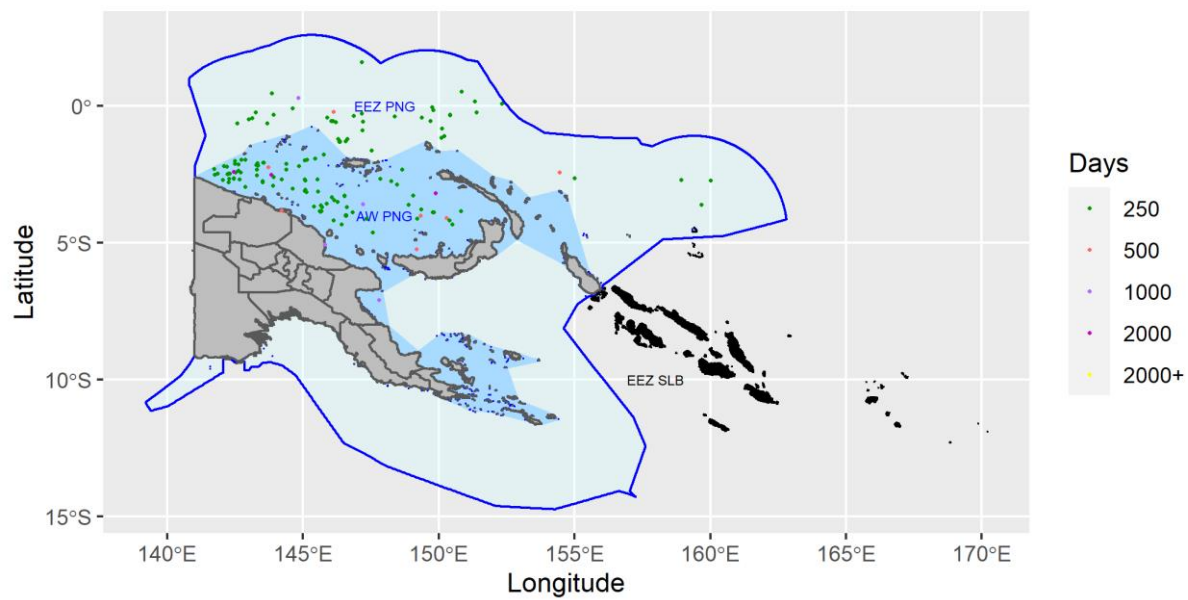 0°
EEZ PNG
Days
250
AW PNG
500
5°S
Latitude
1000
2000
10°S
EEZ SLB
2000+
15°S
140°E 145°E 150°E 155°E 160°E 165°E 170°E
Longitude